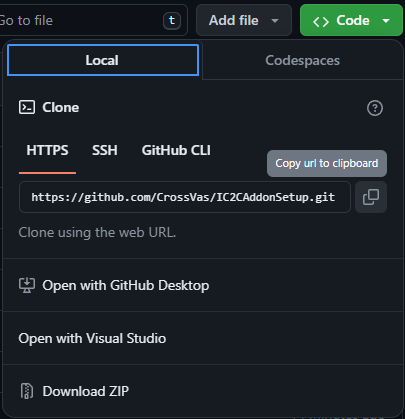 Go to file
t
Add file
<> Code
Local
Codespaces
Clone
HTTPS
SSH
GitHub CLI
Copy url to clipboard
https://github.com/CrossVas/IC2CAddonSetup.git
Clone using the web URL.
Open with GitHub Desktop
Open with Visual Studio
Download ZIP